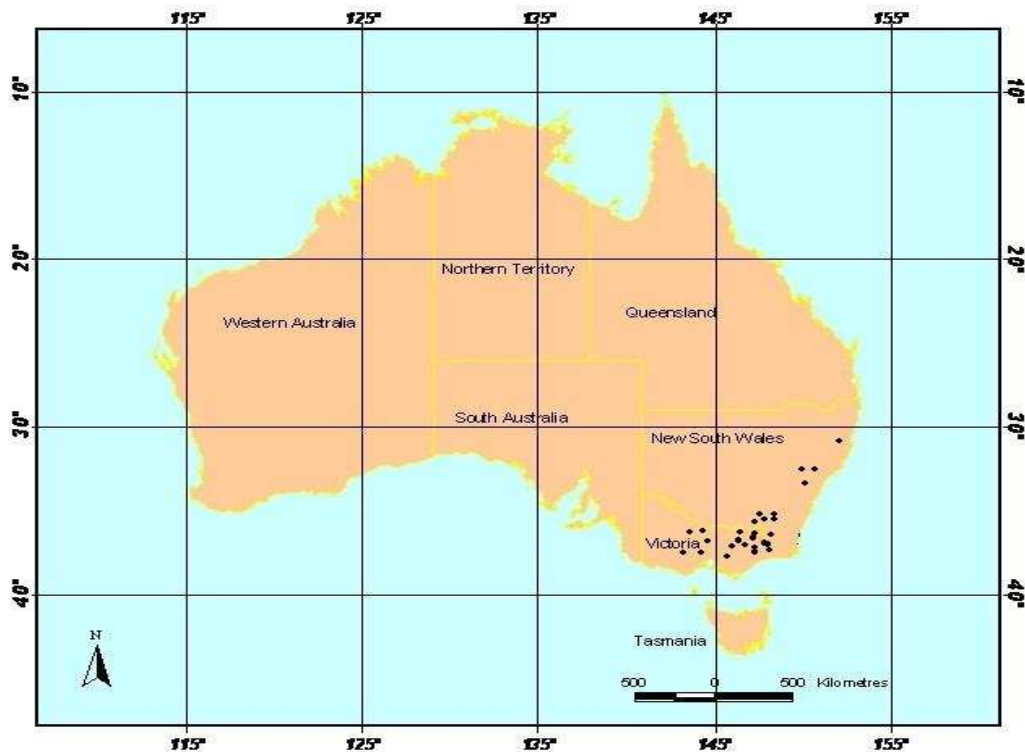 115° 125° 135° 145° 155°
10° 10°
20° 20°
Northern Territory
Queensland
Western Australia
South Australia
30° 30°
New South Wales
Victoria
40° 40°
Tasmania
N
500 0 500 Kilometres
115° 125° 135° 145° 155°